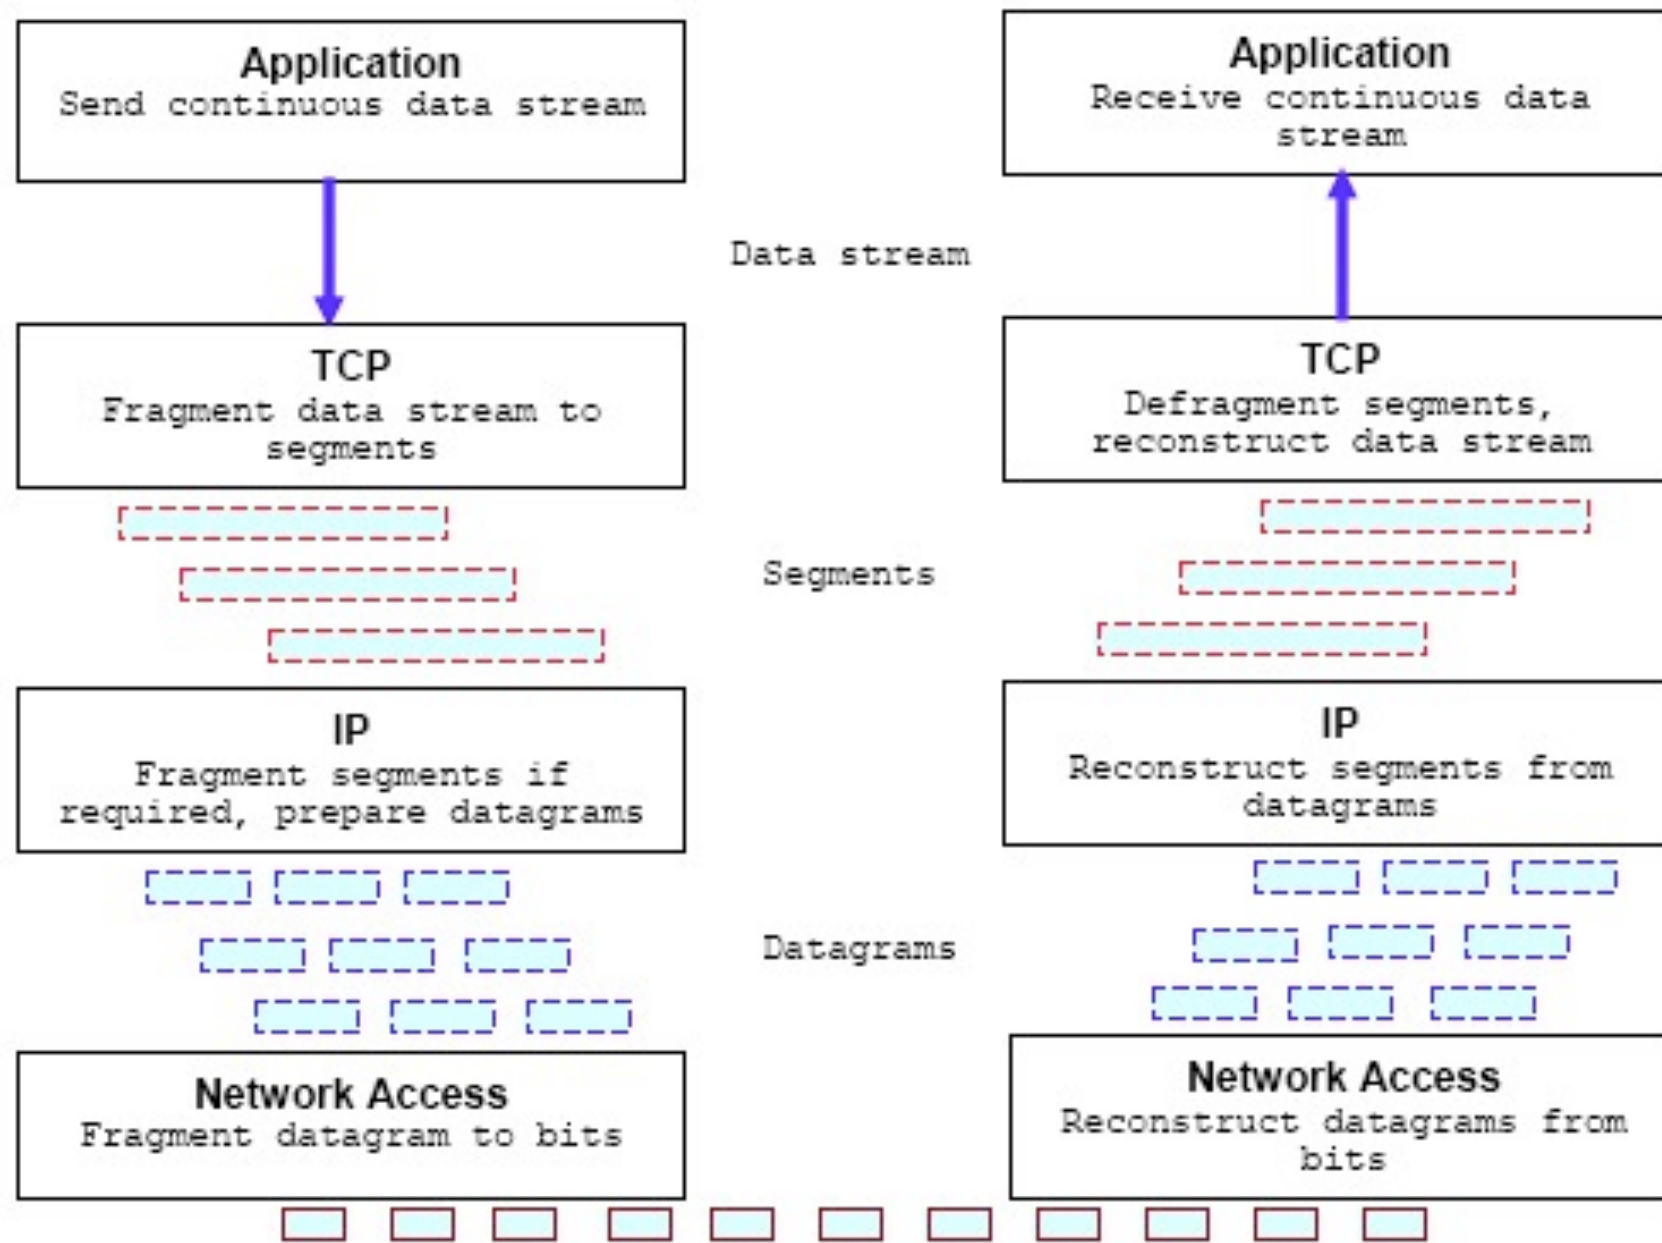 Application
Send continuous data stream
Application
Receive continuous data
stream
Data stream
TCP
Fragment data stream to
segments
TCP
Defragment segments,
reconstruct data stream
Segments
IP
Fragment segments if
required, prepare datagrams
IP
Reconstruct segments from
datagrams
Datagrams
Network Access
Fragment datagram to bits
Network Access
Reconstruct datagrams from
bits